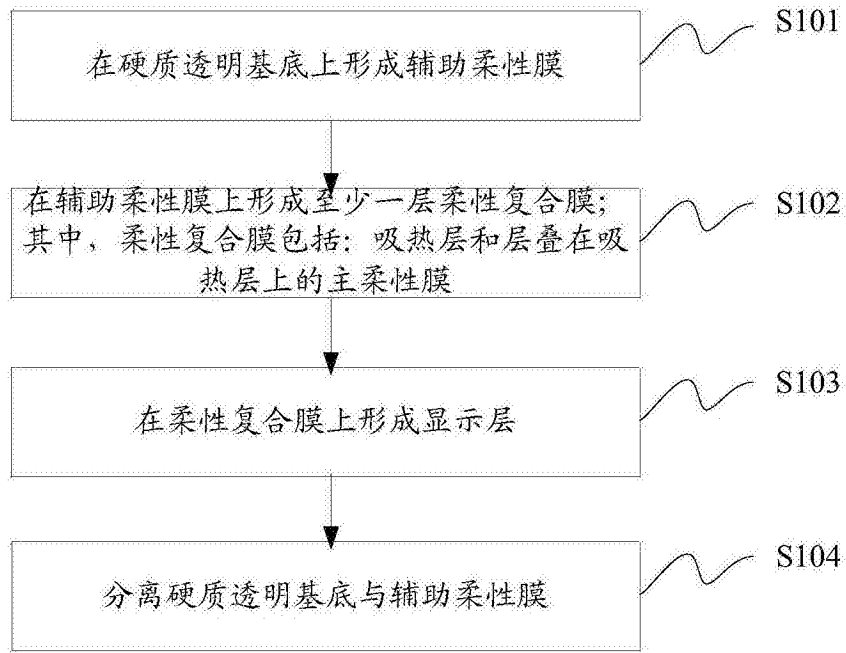 在硬质透明基底上形成辅助柔性膜
S101
在辅助柔性膜上形成至少一层柔性复合膜；
其中，柔性复合膜包括：吸热层和层叠在吸
热层上的主柔性膜
S102
在柔性复合膜上形成显示层
S103
分离硬质透明基底与辅助柔性膜
S104